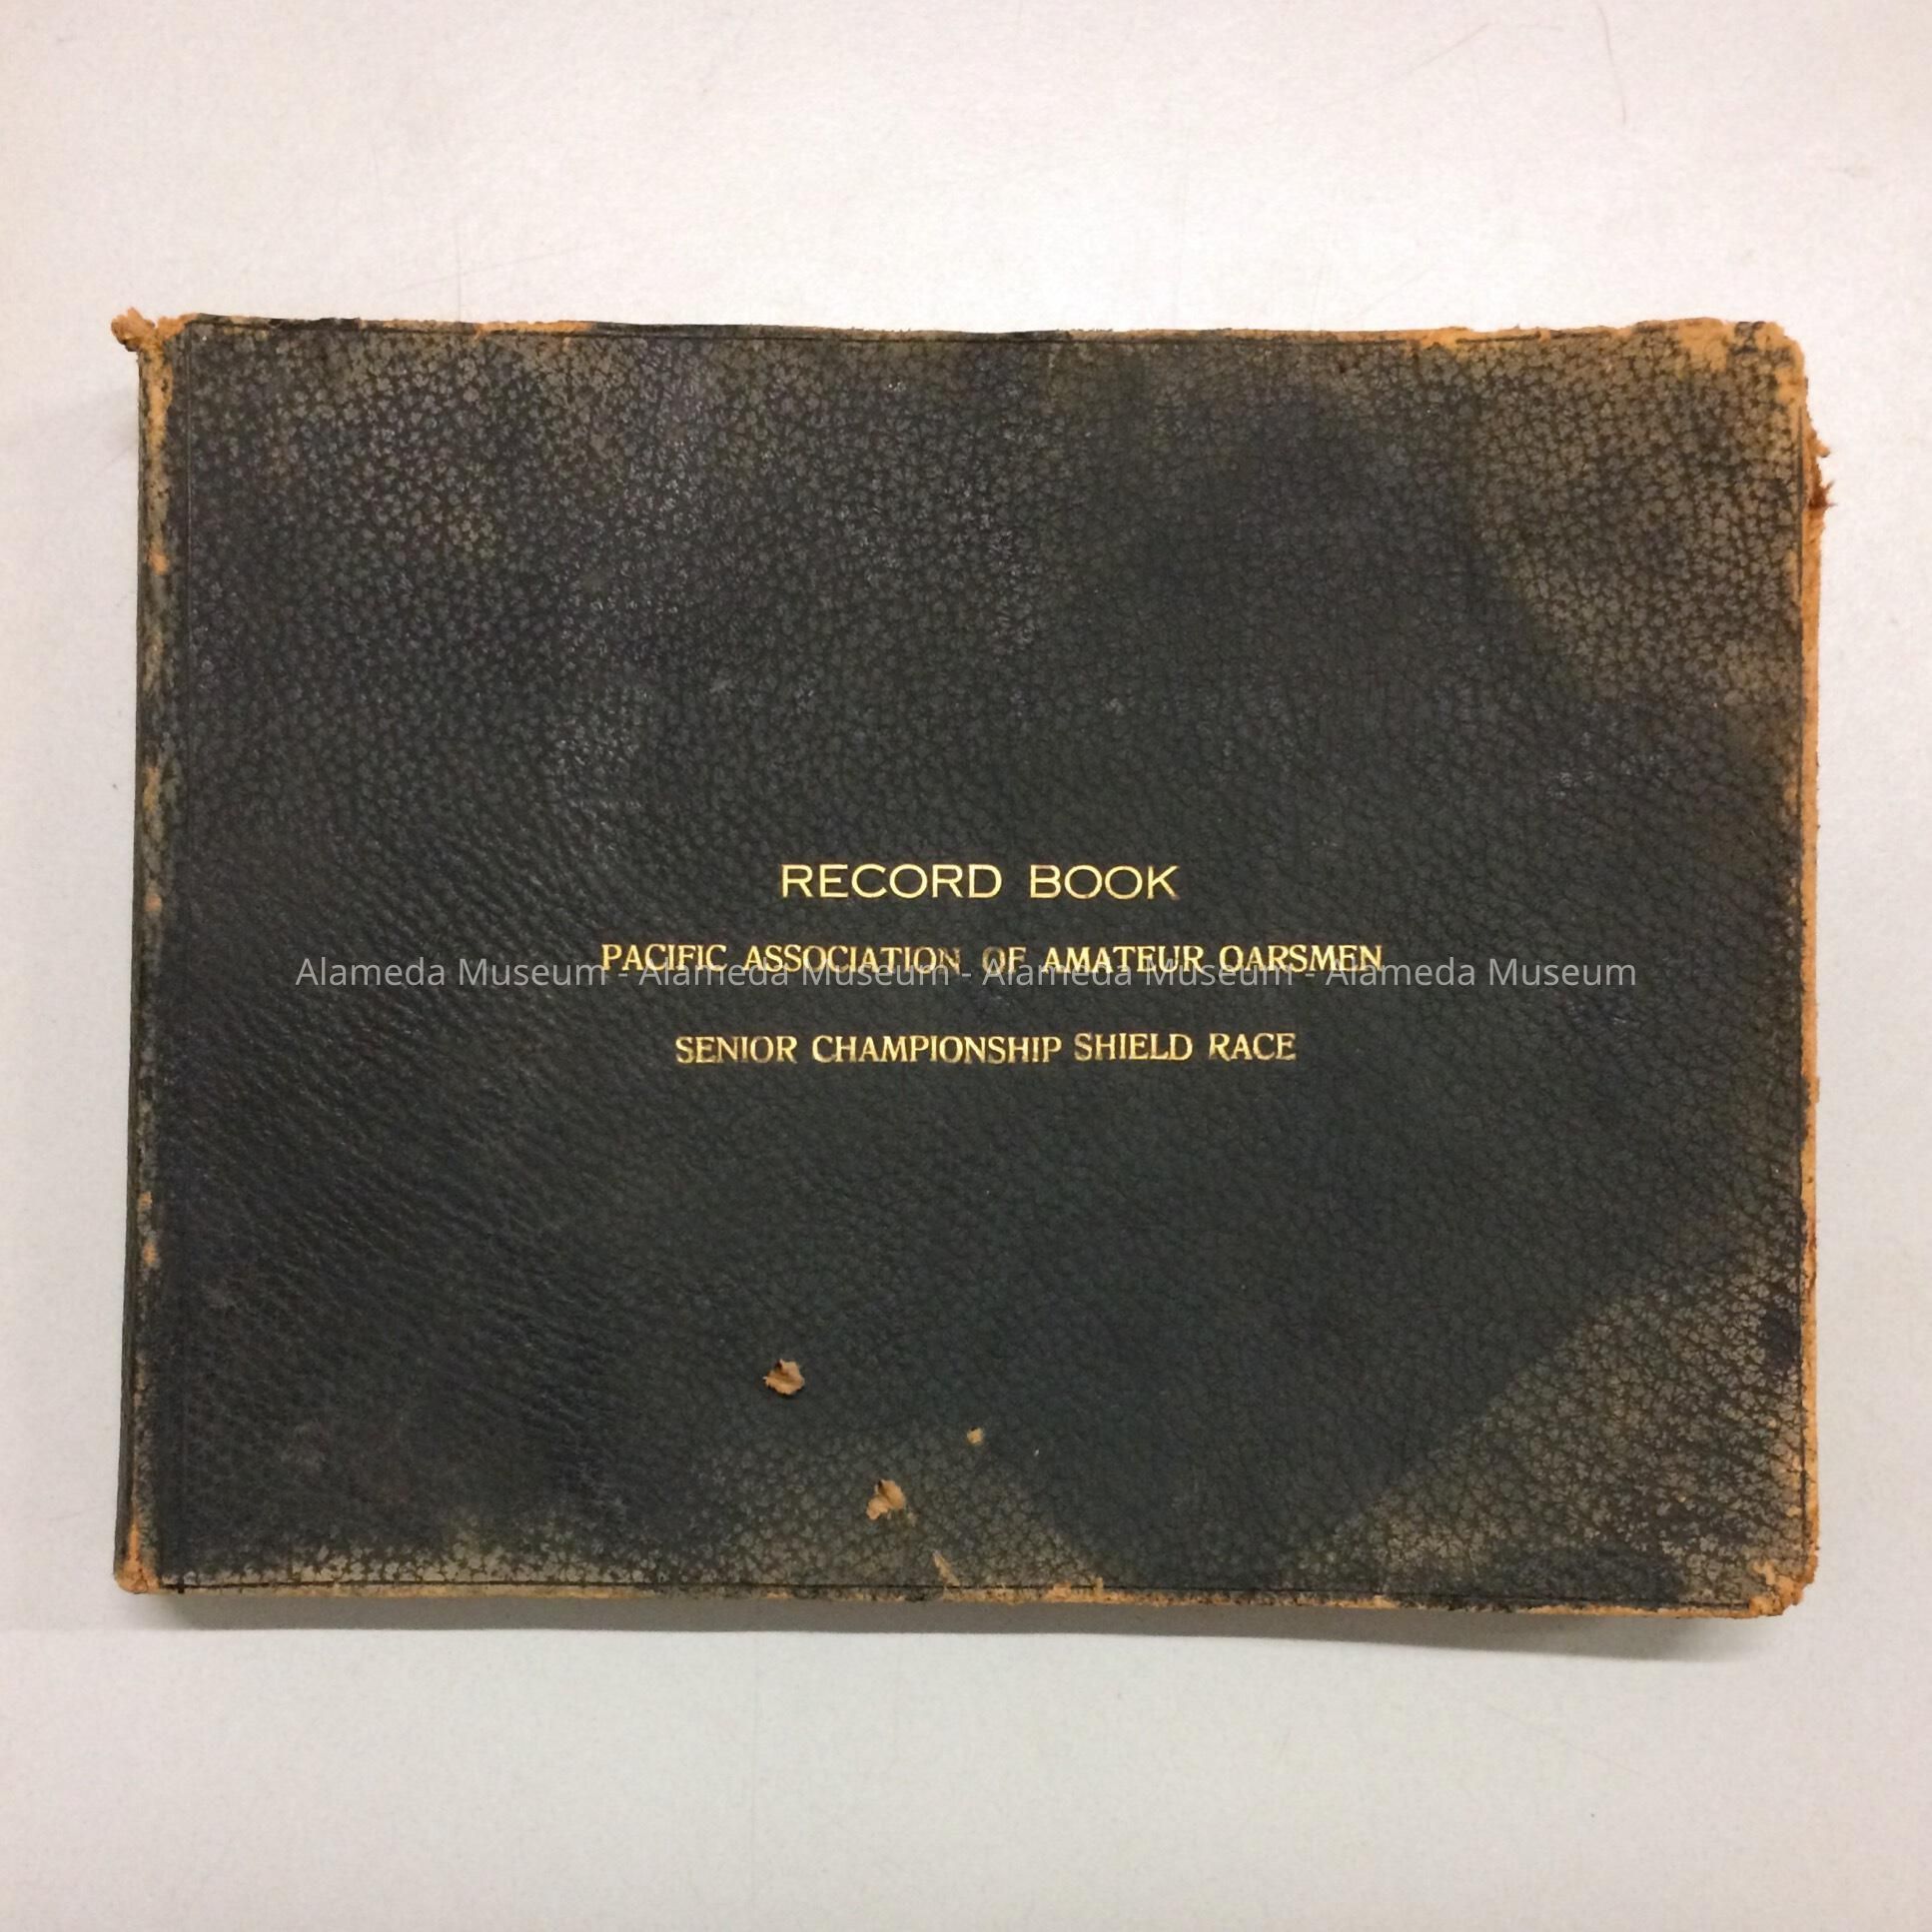 RECORD BOOK
PACIFIC ASSOCIATION OF AMATEUR OARSMEN
Alameda Museum - Alameda Museum - Alameda Museum - Alameda Museum
SENIOR CHAMPIONSHIP SHIELD RACE